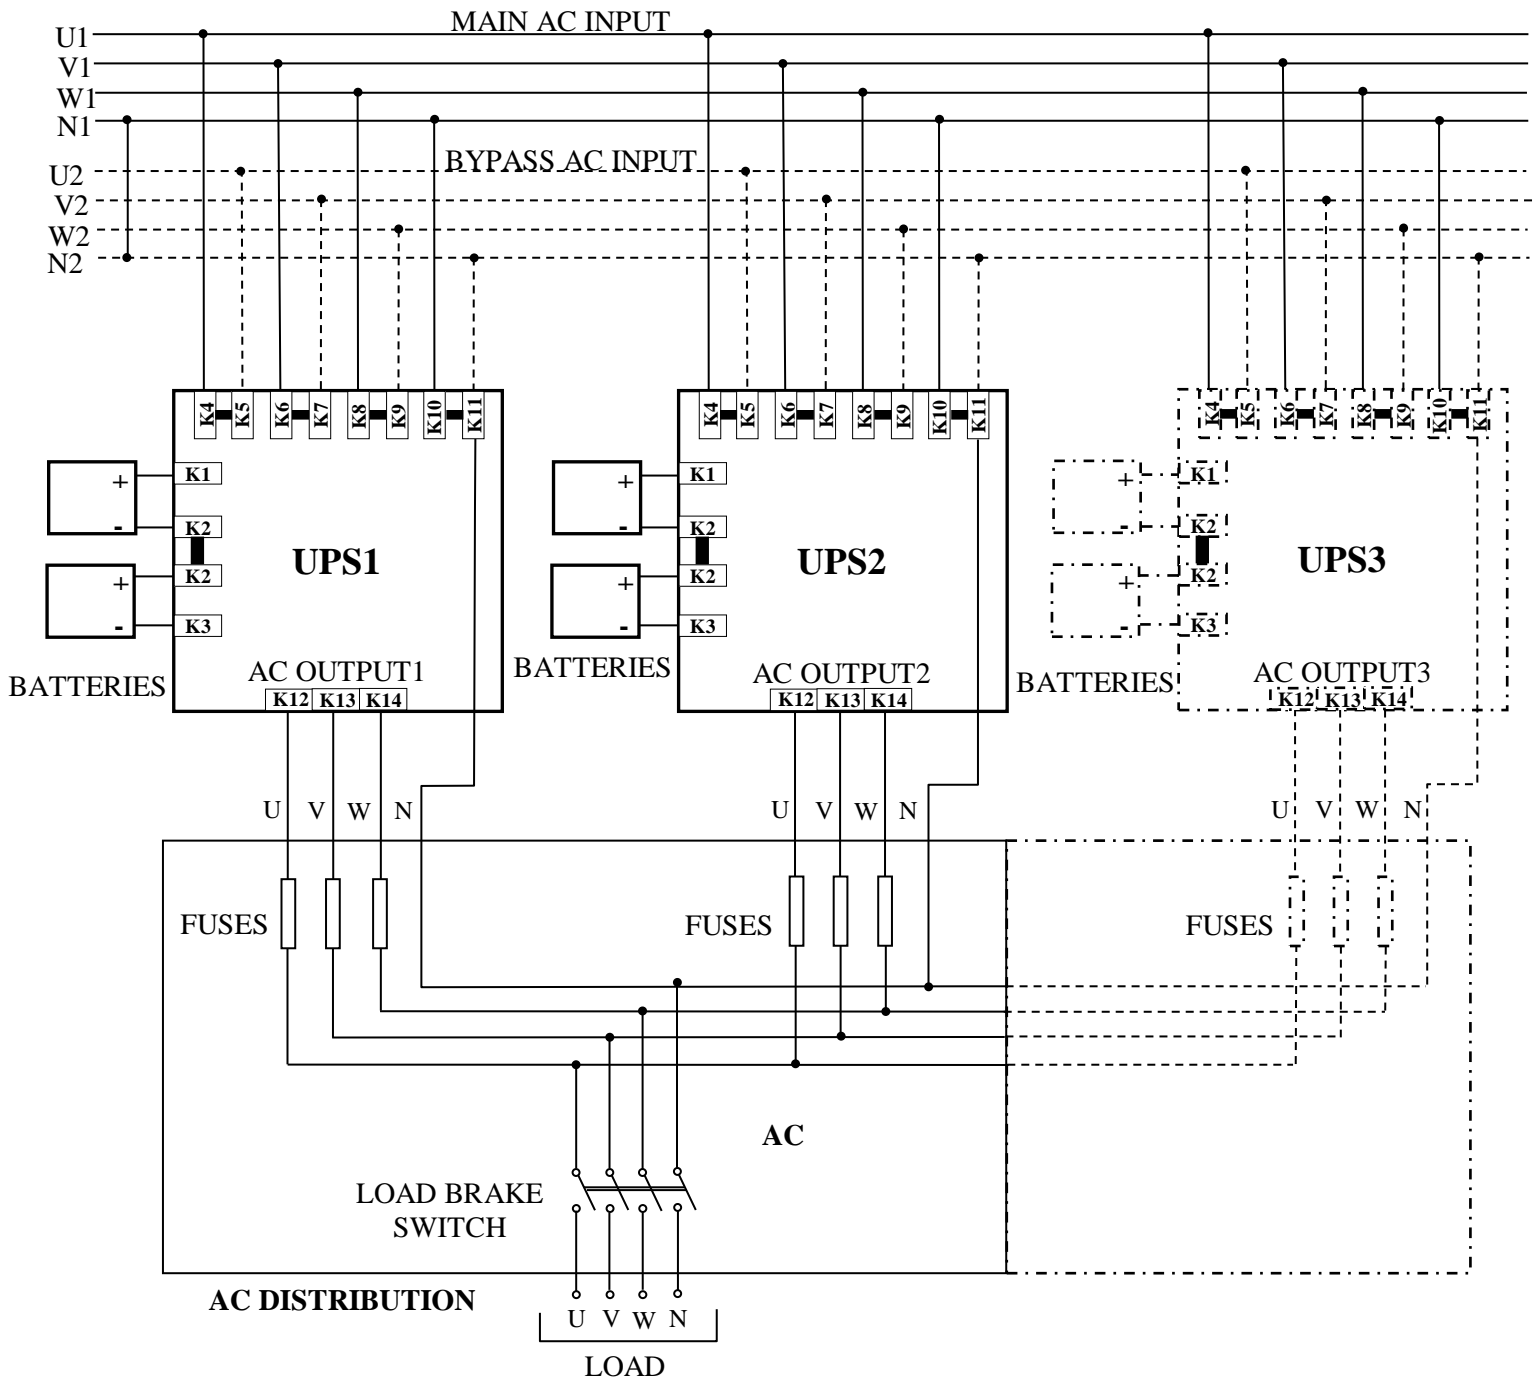 MAIN AC INPUT
U1
V1
W1
N1
BYPASS AC INPUT
U2
V2
W2
N2
K4 K5 K6 K7 K8 K9 K10 K11
K4 K5 K6 K7 K8 K9 K10 K11
K4 K5 K6 K7 K8 K9 K10 K11
+ K1
- K2
UPS1
+ K2
- K3
BATTERIES
AC OUTPUT1
K12 K13 K14
+ K1
- K2
UPS2
+ K2
- K3
BATTERIES
AC OUTPUT2
K12 K13 K14
+ K1
- K2
UPS3
+ K2
- K3
BATTERIES
AC OUTPUT3
K12 K13 K14
U V W N
U V W N
U V W N
FUSES
FUSES
FUSES
AC
LOAD BRAKE
SWITCH
AC DISTRIBUTION
U V W N
LOAD